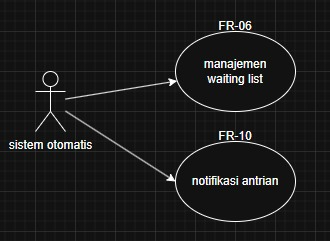 FR-06
manajemen
waiting list
sistem otomatis
FR-10
notifikasi antrian